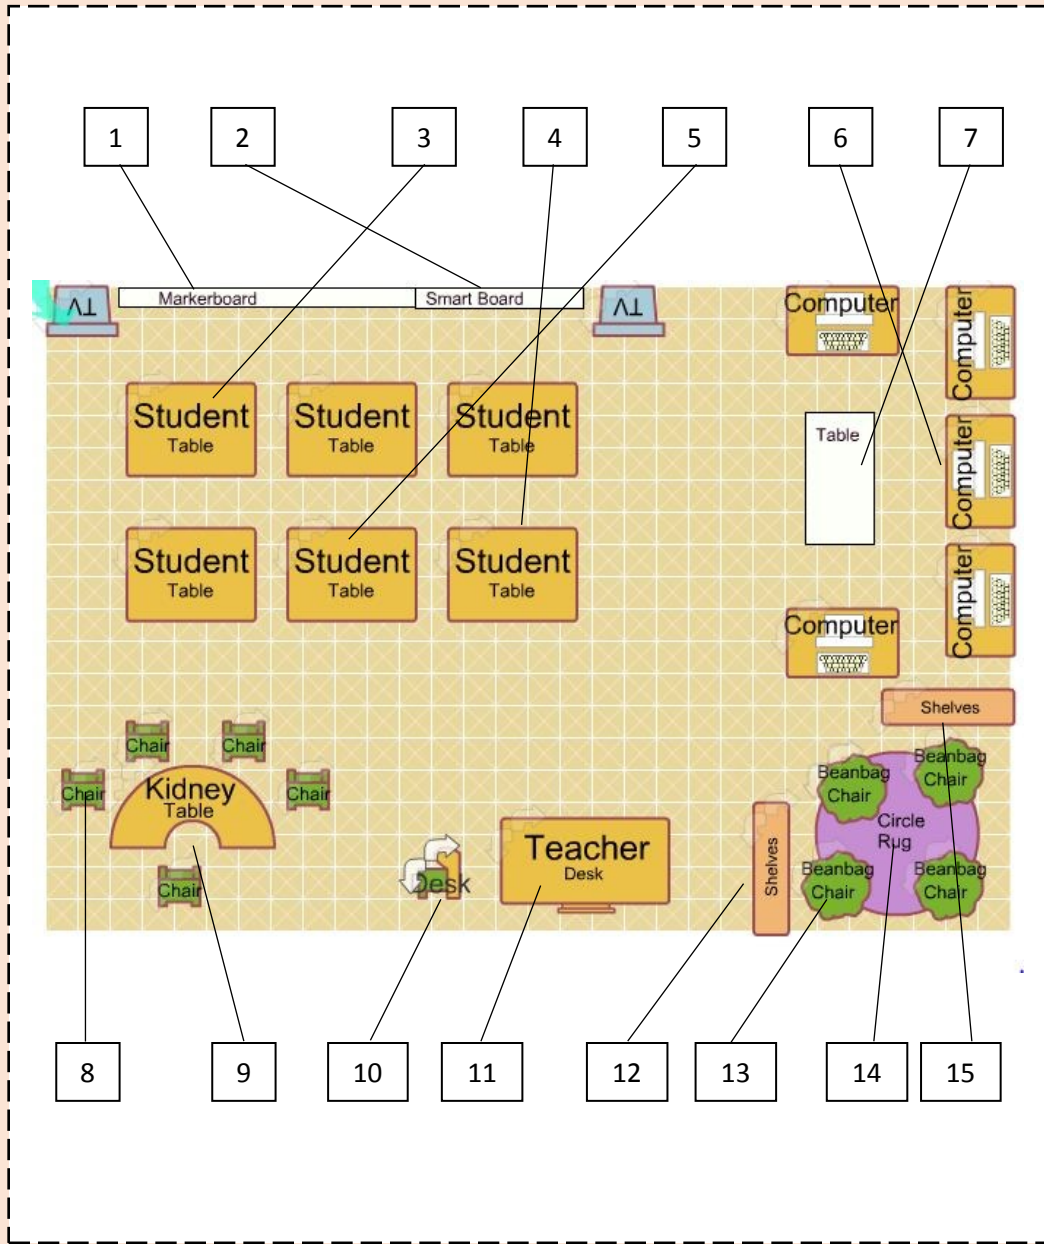 1 2 3 4 5 6 7
TV
Markerboard
Smart Board
TV
Computer
Computer
Student
Table
Student
Table
Student
Table
Table
Computer
Student
Table
Student
Table
Student
Table
Computer
Computer
Shelves
Chair
Chair
Chair
Kidney
Table
Chair
Chair
Desk
Teacher
Desk
Shelves
Beanbag
Chair
Beanbag
Chair
Circle
Rug
Beanbag
Chair
Beanbag
Chair
8 9 10 11 12 13 14 15